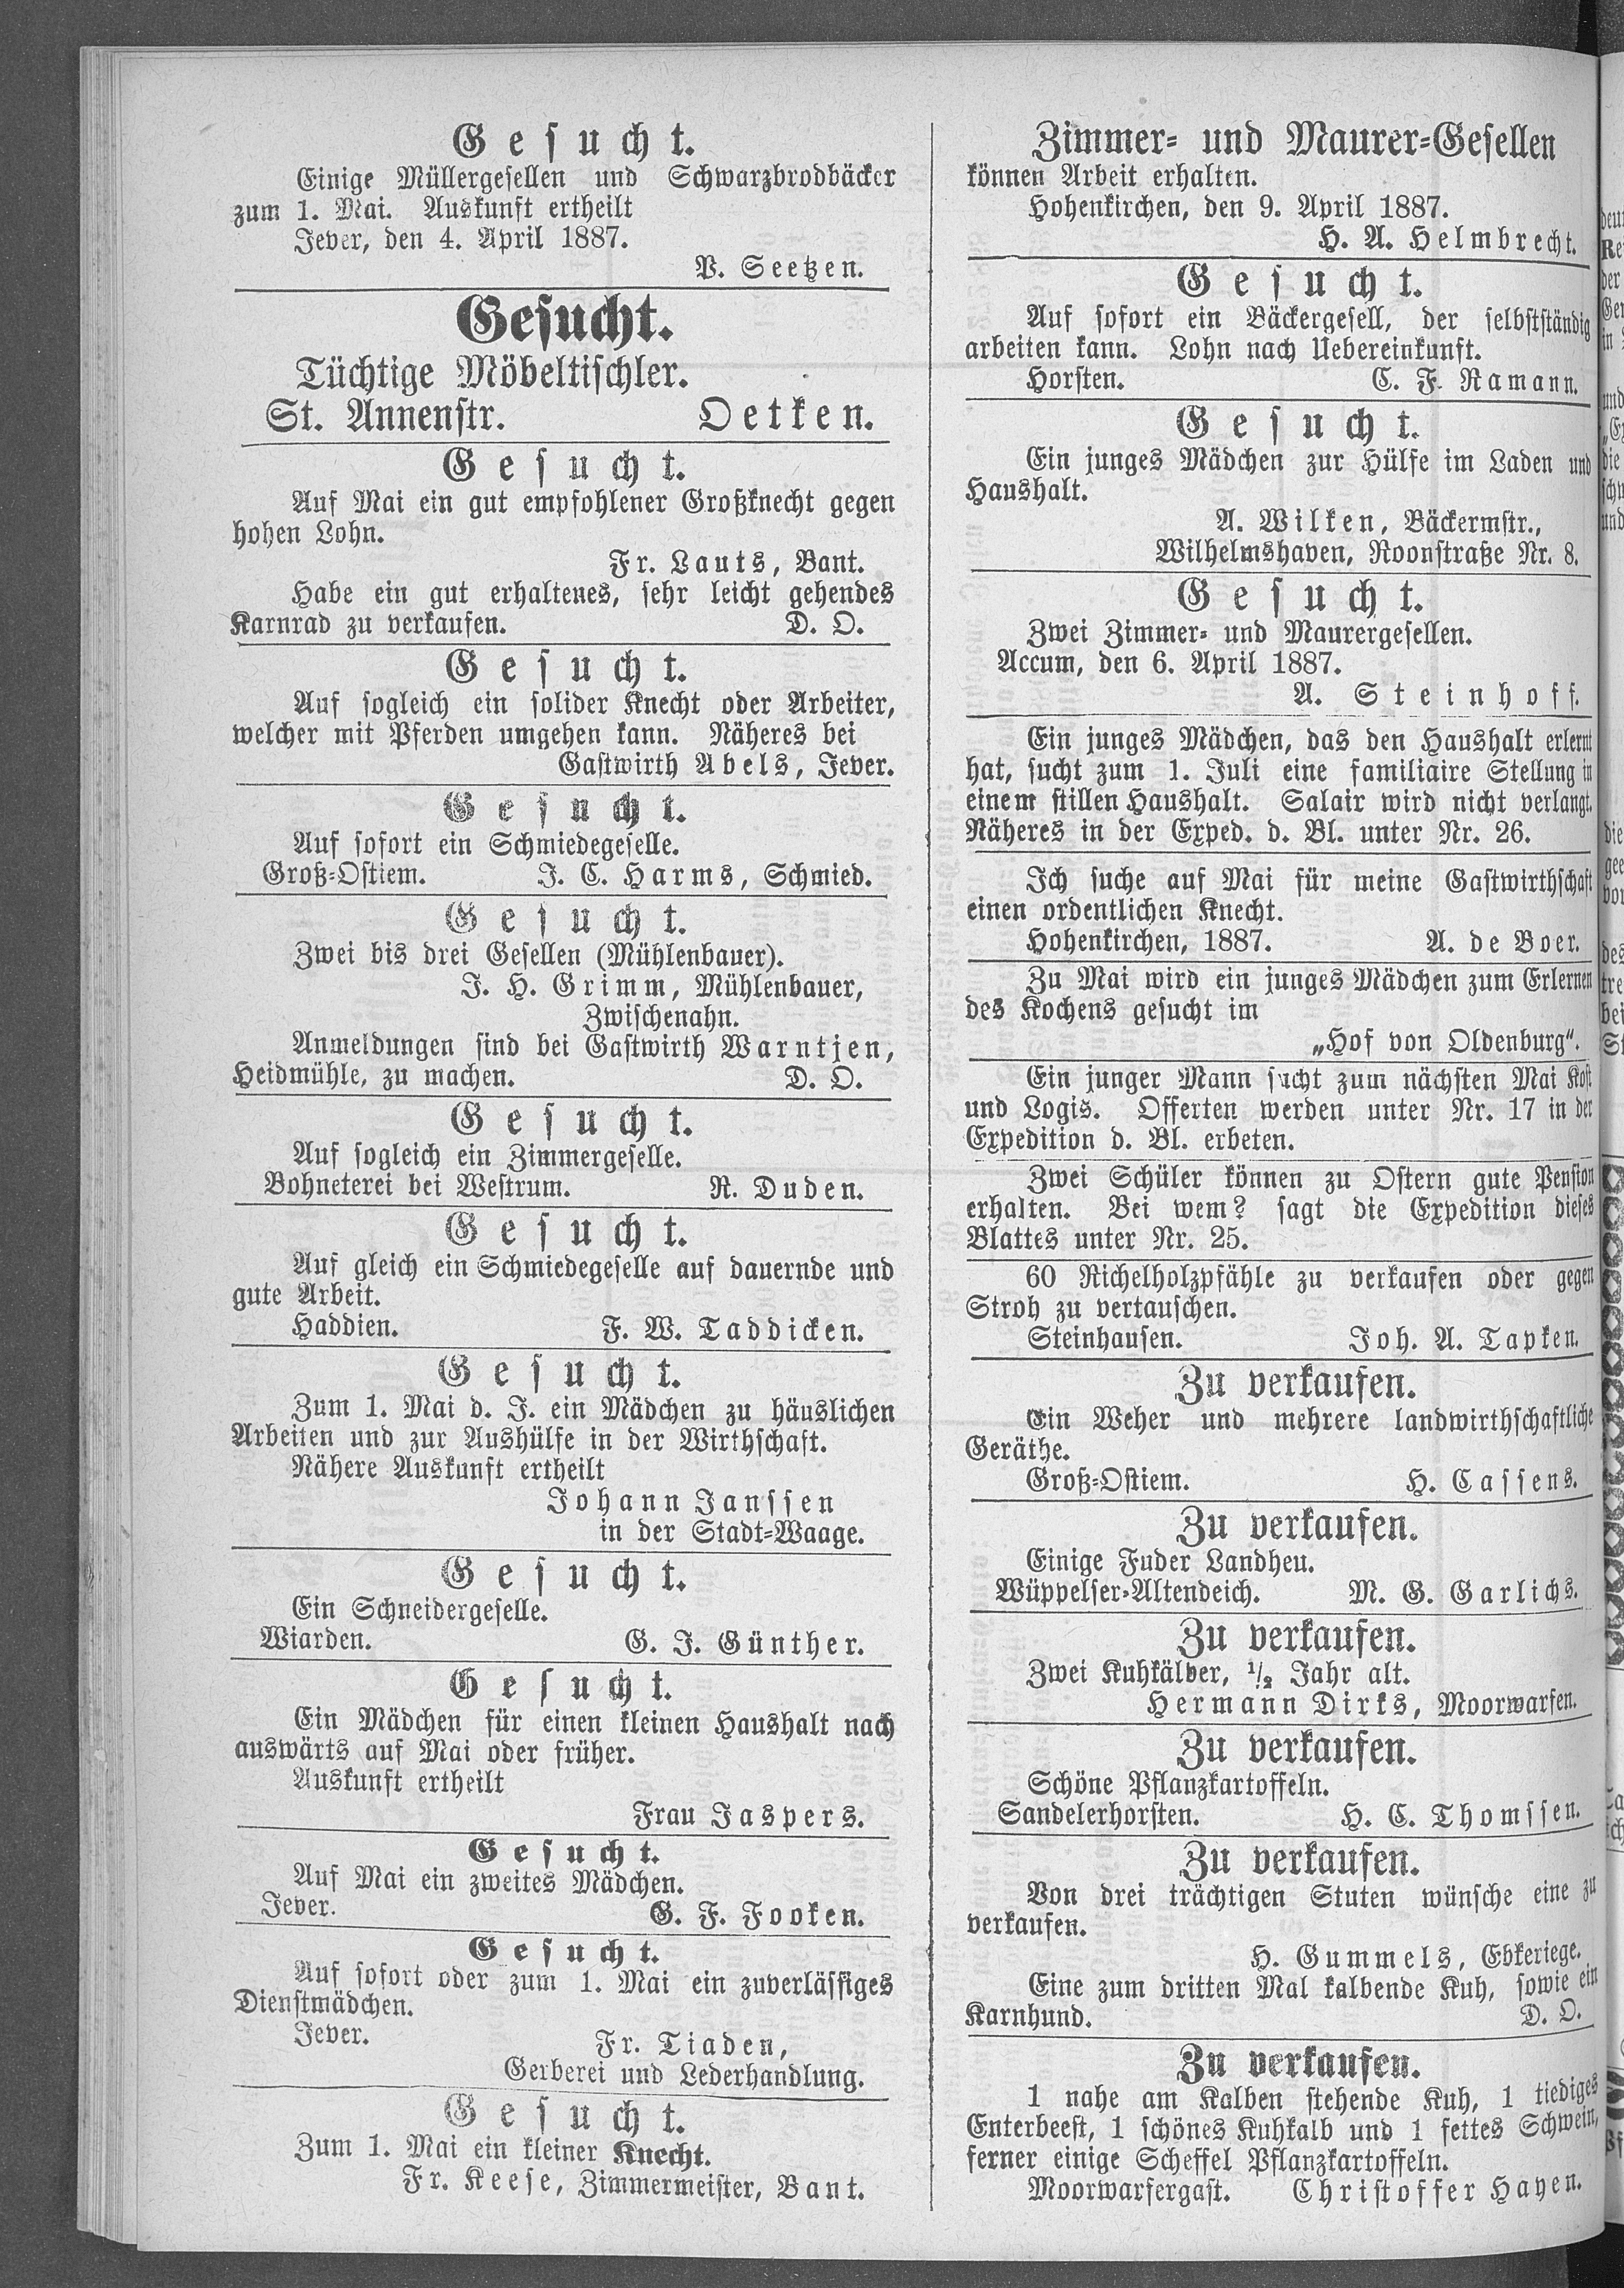 Gesucht.
Einige Müllergesellen und Schwarzbrodbäcker
zum 1. Mai. Auskunft ertheilt
Jever, den 4. April 1887.
P. Seetzen.
Gesucht.
Tüchtige Möbeltischler.
St. Annenstr. Oetken.
Gesucht.
Auf Mai ein gut empfohlener Großknecht gegen
hohen Lohn.
Fr. Lauts, Bant.
Habe ein gut erhaltenes, sehr leicht gehendes
Karnrad zu verkaufen. D. O.
Gesucht.
Auf sogleich ein solider Knecht oder Arbeiter,
welcher mit Pferden umgehen kann. Näheres bei
Gastwirth Abels, Jever.
Gesucht.
Auf sofort ein Schmiedegeselle.
Groß-Ostiem. J. C. Harms, Schmied.
Gesucht.
Zwei bis drei Gesellen (Mühlenbauer).
J. H. Grimm, Mühlenbauer,
Zwischenahn.
Anmeldungen sind bei Gastwirth Warntjen,
Heidmühle, zu machen. D. O.
Gesucht.
Auf sogleich ein Zimmergeselle.
Bohneterei bei Westrum. R. Duden.
Gesucht.
Auf gleich ein Schmiedegeselle auf dauernde und
gute Arbeit.
Haddien. F. W. Taddicken.
Gesucht.
Zum 1. Mai d. J. ein Mädchen zu häuslichen
Arbeiten und zur Aushülfe in der Wirthschaft.
Nähere Auskunft ertheilt
Johann Janssen
in der Stadt-Waage.
Gesucht.
Ein Schneidergeselle.
Wiarden. G. J. Günther.
Gesucht.
Ein Mädchen für einen kleinen Haushalt nach
auswärts auf Mai oder früher.
Auskunft ertheilt
Frau Jaspers.
Gesucht.
Auf Mai ein zweites Mädchen.
Jever. G. F. Fooken.
Gesucht.
Auf sofort oder zum 1. Mai ein zuverlässiges
Dienstmädchen.
Jever. Fr. Tiaden,
Gerberei und Lederhandlung.
Gesucht.
Zum 1. Mai ein kleiner Knecht.
Fr. Keese, Zimmermeister, Bant.
Zimmer- und Maurer-Gesellen
können Arbeit erhalten.
Hohenkirchen, den 9. April 1887.
H. A. Helmbrecht.
Gesucht.
Auf sofort ein Bäckergesell, der selbstständig
arbeiten kann. Lohn nach Uebereinkunft.
Horsten. C. F. Ramann.
Gesucht.
Ein junges Mädchen zur Hülfe im Laden und
Haushalt.
A. Wilken, Bäckermstr.,
Wilhelmshaven, Roonstraße Nr. 8.
Gesucht.
Zwei Zimmer- und Maurergesellen.
Accum, den 6. April 1887.
A. Steinhoff.
Ein junges Mädchen, das den Haushalt erlernt
hat, sucht zum 1. Juli eine familiaire Stellung in
einem stillen Haushalt. Salair wird nicht verlangt.
Näheres in der Exped. d. Bl. unter Nr. 26.
Ich suche auf Mai für meine Gastwirthschaft
einen ordentlichen Knecht.
Hohenkirchen, 1887. A. de Boer.
Zu Mai wird ein junges Mädchen zum Erlernen
des Kochens gesucht im
„Hof von Oldenburg“.
Ein junger Mann sucht zum nächsten Mai Kost
und Logis. Offerten werden unter Nr. 17 in der
Expedition d. Bl. erbeten.
Zwei Schüler können zu Ostern gute Pension
erhalten. Bei wem? sagt die Expedition dieses
Blattes unter Nr. 25.
60 Richelholzpfähle zu verkaufen oder gegen
Stroh zu vertauschen.
Steinhausen. Joh. A. Tapken.
Zu verkaufen.
Ein Weher und mehrere landwirthschaftliche
Geräthe.
Groß-Ostiem. H. Cassens.
Zu verkaufen.
Einige Fuder Landheu.
Wüppelser-Altendeich. M. G. Garlichs.
Zu verkaufen.
Zwei Kuhkälber, 1/2 Jahr alt.
Hermann Dirks, Moorwarfen.
Zu verkaufen.
Schöne Pflanzkartoffeln.
Sandelerhorsten. H. C. Thomssen.
Zu verkaufen.
Von drei trächtigen Stuten wünsche eine zu
verkaufen.
H. Gummels, Ebkeriege.
Eine zum dritten Mal kalbende Kuh, sowie ein
Karnhund. D. O.
Zu verkaufen.
1 nahe am Kalben stehende Kuh, 1 tiediges
Enterbeest, 1 schönes Kuhkalb und 1 fettes Schwein,
ferner einige Scheffel Pflanzkartoffeln.
Moorwarfergast. Christoffer Hayen.